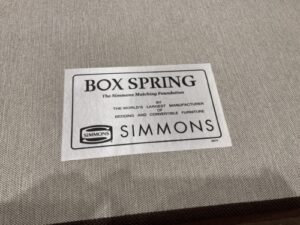 BOX SPRING
The Simmons Matching Foundation
BY
THE WORLD'S LARGEST MANUFACTURER
OF
BEDDING AND CONVERTIBLE FURNITURE
SIMMONS SIMMONS